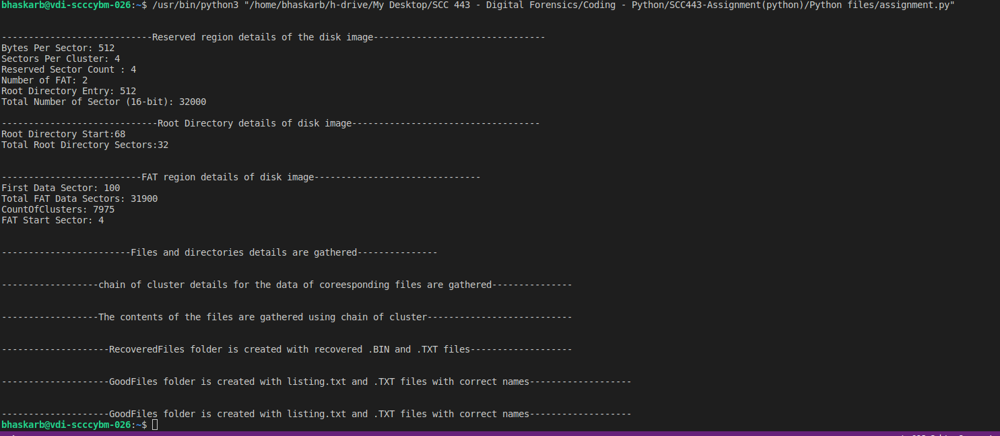 bhaskarb@vdi-scccybm-026:~$ /usr/bin/python3 "/home/bhaskarb/h-drive/My Desktop/SCC 443 - Digital Forensics/Coding - Python/SCC443-Assignment(python)/Python files/assignment.py"
----------------------------Reserved region details of the disk image--------------------------------
Bytes Per Sector: 512
Sectors Per Cluster: 4
Reserved Sector Count : 4
Number of FAT: 2
Root Directory Entry: 512
Total Number of Sector (16-bit): 32000
-----------------------------Root Directory details of disk image-----------------------------------
Root Directory Start:68
Total Root Directory Sectors:32
--------------------------FAT region details of disk image-------------------------------
First Data Sector: 100
Total FAT Data Sectors: 31900
CountOfClusters: 7975
FAT Start Sector: 4
------------------------Files and directories details are gathered---------------
------------------chain of cluster details for the data of coreesponding files are gathered---------------
------------------The contents of the files are gathered using chain of cluster---------------------------
--------------------RecoveredFiles folder is created with recovered .BIN and .TXT files-------------------
--------------------GoodFiles folder is created with listing.txt and .TXT files with correct names-------------------
--------------------GoodFiles folder is created with listing.txt and .TXT files with correct names-------------------
bhaskarb@vdi-scccybm-026:~$